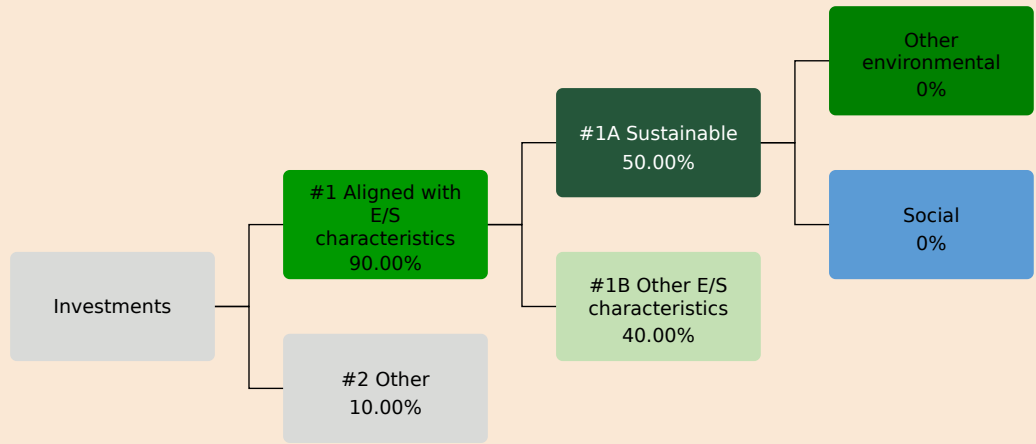 Investments
#1 Aligned with
E/S
characteristics
90.00%
#2 Other
10.00%
#1A Sustainable
50.00%
#1B Other E/S
characteristics
40.00%
Other
environmental
0%
Social
0%